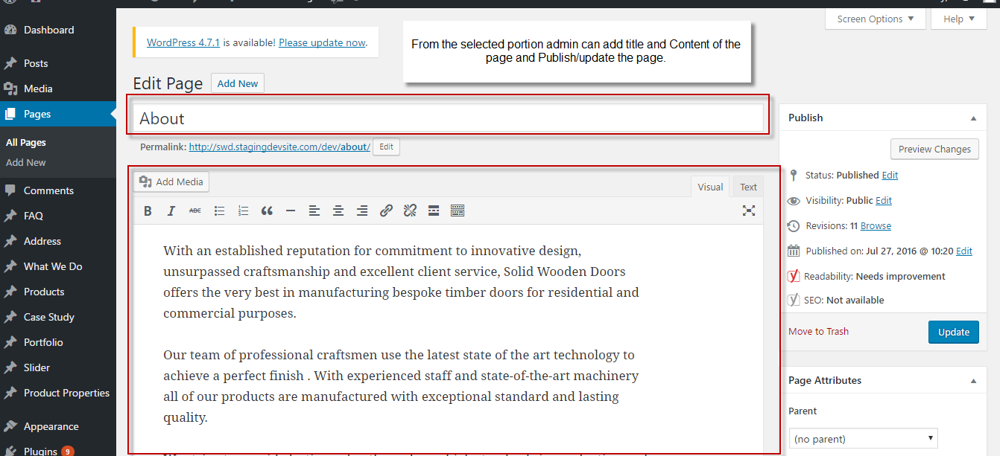 Dashboard
Posts
Media
Pages
All Pages
Add New
Comments
FAQ
Address
What We Do
Products
Case Study
Portfolio
Slider
Product Properties
Appearance
Plugins 9
Screen Options
Help
WordPress 4.7.1 is available! Please update now.
From the selected portion admin can add title and Content of the
page and Publish/update the page.
Edit Page Add New
About
Permalink: http://swd.stagingdevsite.com/dev/about/ Edit
Add Media
Visual Text
B I ABC
With an established reputation for commitment to innovative design,
unsurpassed craftsmanship and excellent client service, Solid Wooden Doors
offers the very best in manufacturing bespoke timber doors for residential and
commercial purposes.
Our team of professional craftsmen use the latest state of the art technology to
achieve a perfect finish . With experienced staff and state-of-the-art machinery
all of our products are manufactured with exceptional standard and lasting
quality.
Publish
Preview Changes
Status: Published Edit
Visibility: Public Edit
Revisions: 11 Browse
Published on: Jul 27, 2016 @ 10:20 Edit
Readability: Needs improvement
SEO: Not available
Move to Trash Update
Page Attributes
Parent
(no parent)